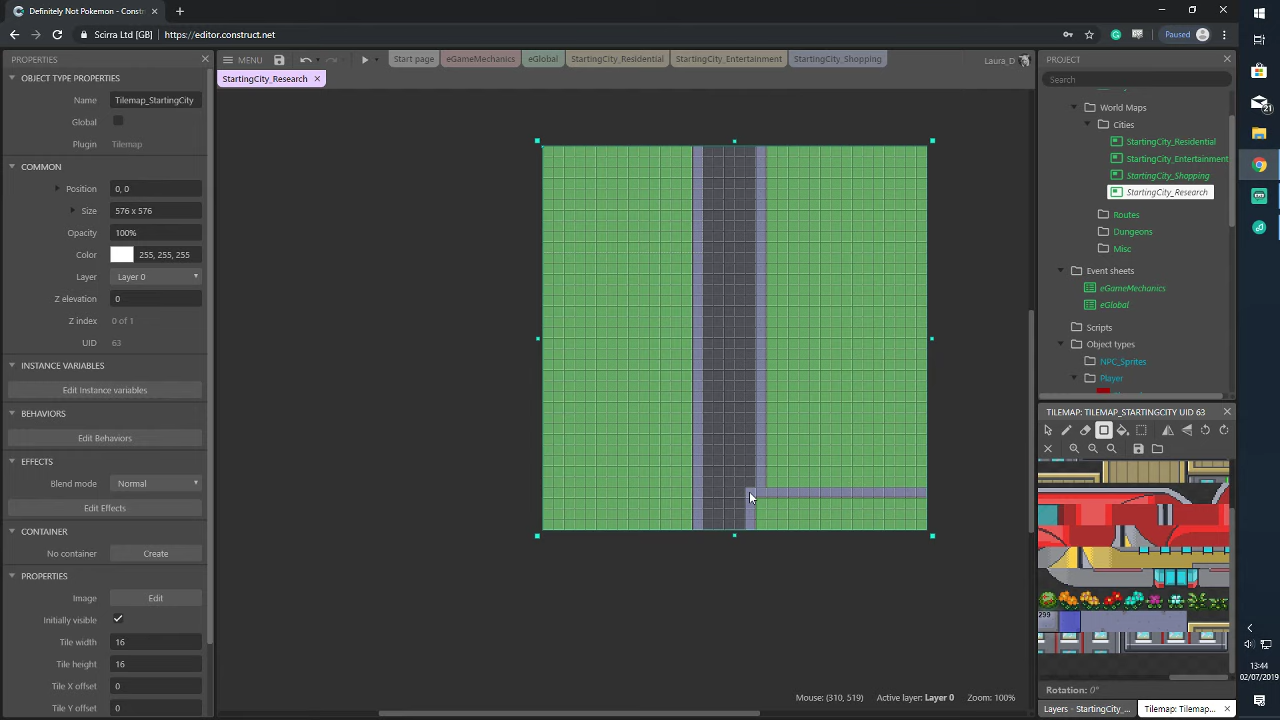 Definitely Not Pokemon - Constr
Scirra Ltd [GB]
https://editor.construct.net
Paused
PROPERTIES
MENU
Start page
eGameMechanics
eGlobal
StartingCity_Residential
StartingCity_Entertainment
StartingCity_Shopping
Laura_D
PROJECT
StartingCity_Research
OBJECT TYPE PROPERTIES
Search
Name
Tilemap_StartingCity
Global
Plugin
Tilemap
COMMON
Position
0, 0
Size
576 x 576
Opacity
100%
Color
255, 255, 255
Layer
Layer 0
Z elevation
0
Z index
0 of 1
UID
63
INSTANCE VARIABLES
Edit Instance variables
BEHAVIORS
Edit Behaviors
EFFECTS
Blend mode
Normal
Edit Effects
CONTAINER
No container
Create
PROPERTIES
Image
Edit
Initially visible
Tile width
16
Tile height
16
Tile X offset
0
Tile Y offset
0
World Maps
Cities
StartingCity_Residential
StartingCity_Entertainment
StartingCity_Shopping
StartingCity_Research
Routes
Dungeons
Misc
Event sheets
eGameMechanics
eGlobal
Scripts
Object types
NPC_Sprites
Player
TILEMAP: TILEMAP_STARTINGCITY UID 63
299
Rotation: 0°
Mouse: (310, 519)
Active layer: Layer 0
Zoom: 100%
Layers - StartingCity_...
Tilemap: Tilemap...
21
13:44
02/07/2019